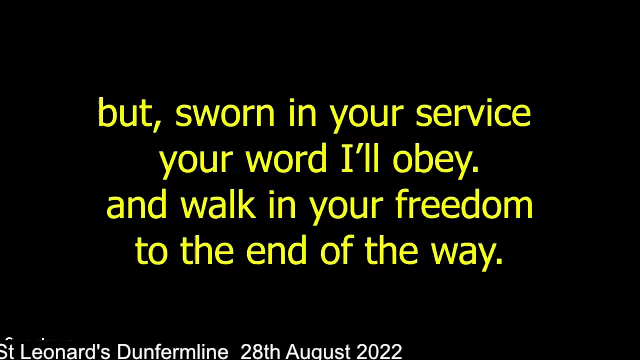 but, sworn in your service
your word I’ll obey.
and walk in your freedom
to the end of the way.
St Leonard's Dunfermline 28th August 2022